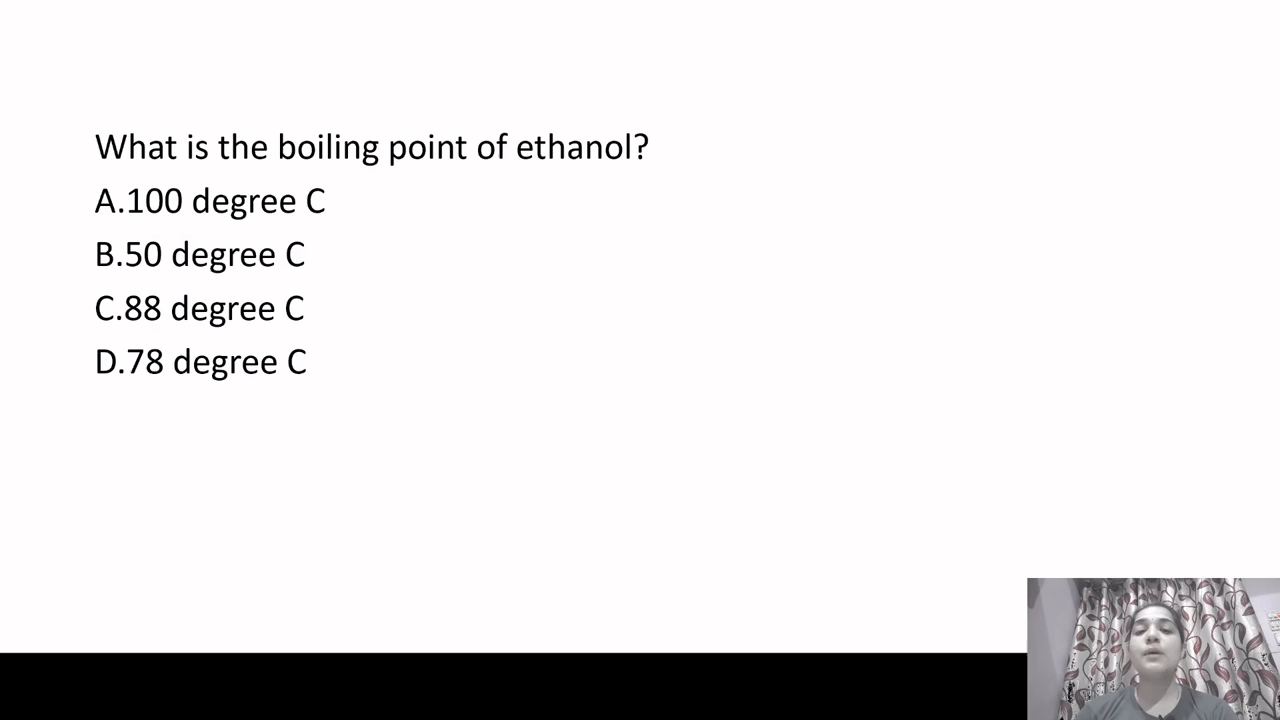 What is the boiling point of ethanol?
A.100 degree C
B.50 degree C
C.88 degree C
D.78 degree C